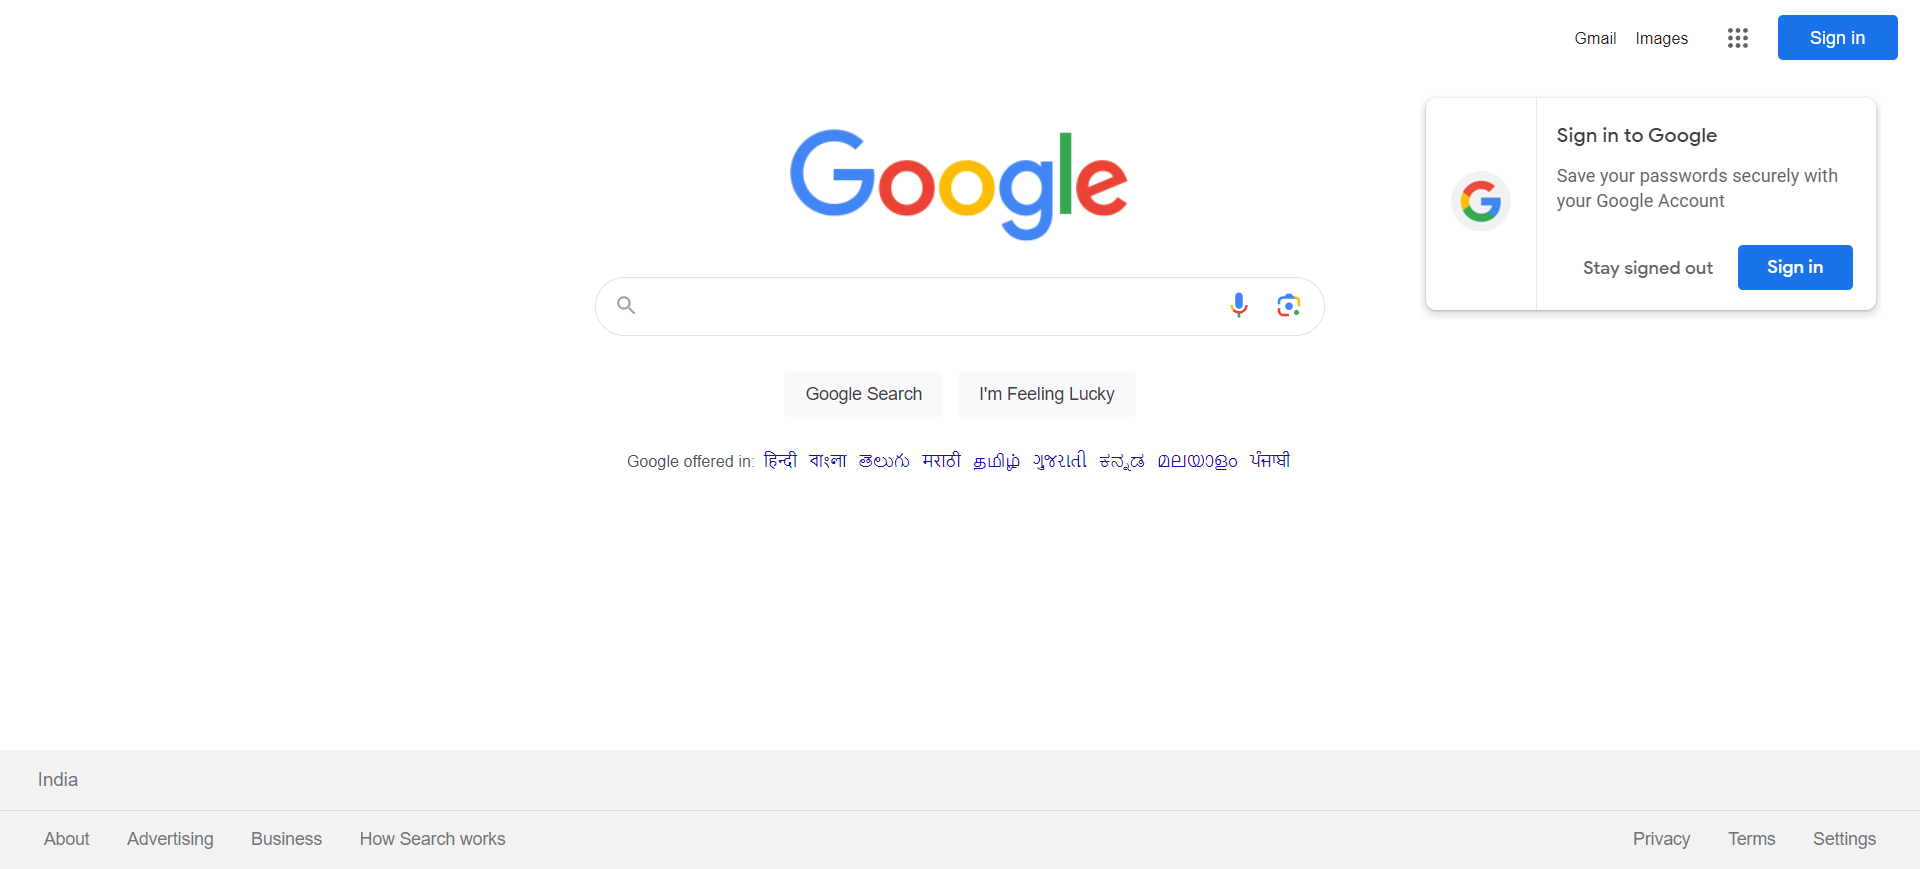 Gmail Images Sign in
Google
Sign in to Google
Save your passwords securely with
your Google Account
Stay signed out Sign in
Google Search I'm Feeling Lucky
Google offered in: हिन्दी বাংলা తెలుగు मराठी தமிழ் ગુજરાતી ಕನ್ನಡ മലയാളം ਪੰਜਾਬੀ
India
About Advertising Business How Search works Privacy Terms Settings